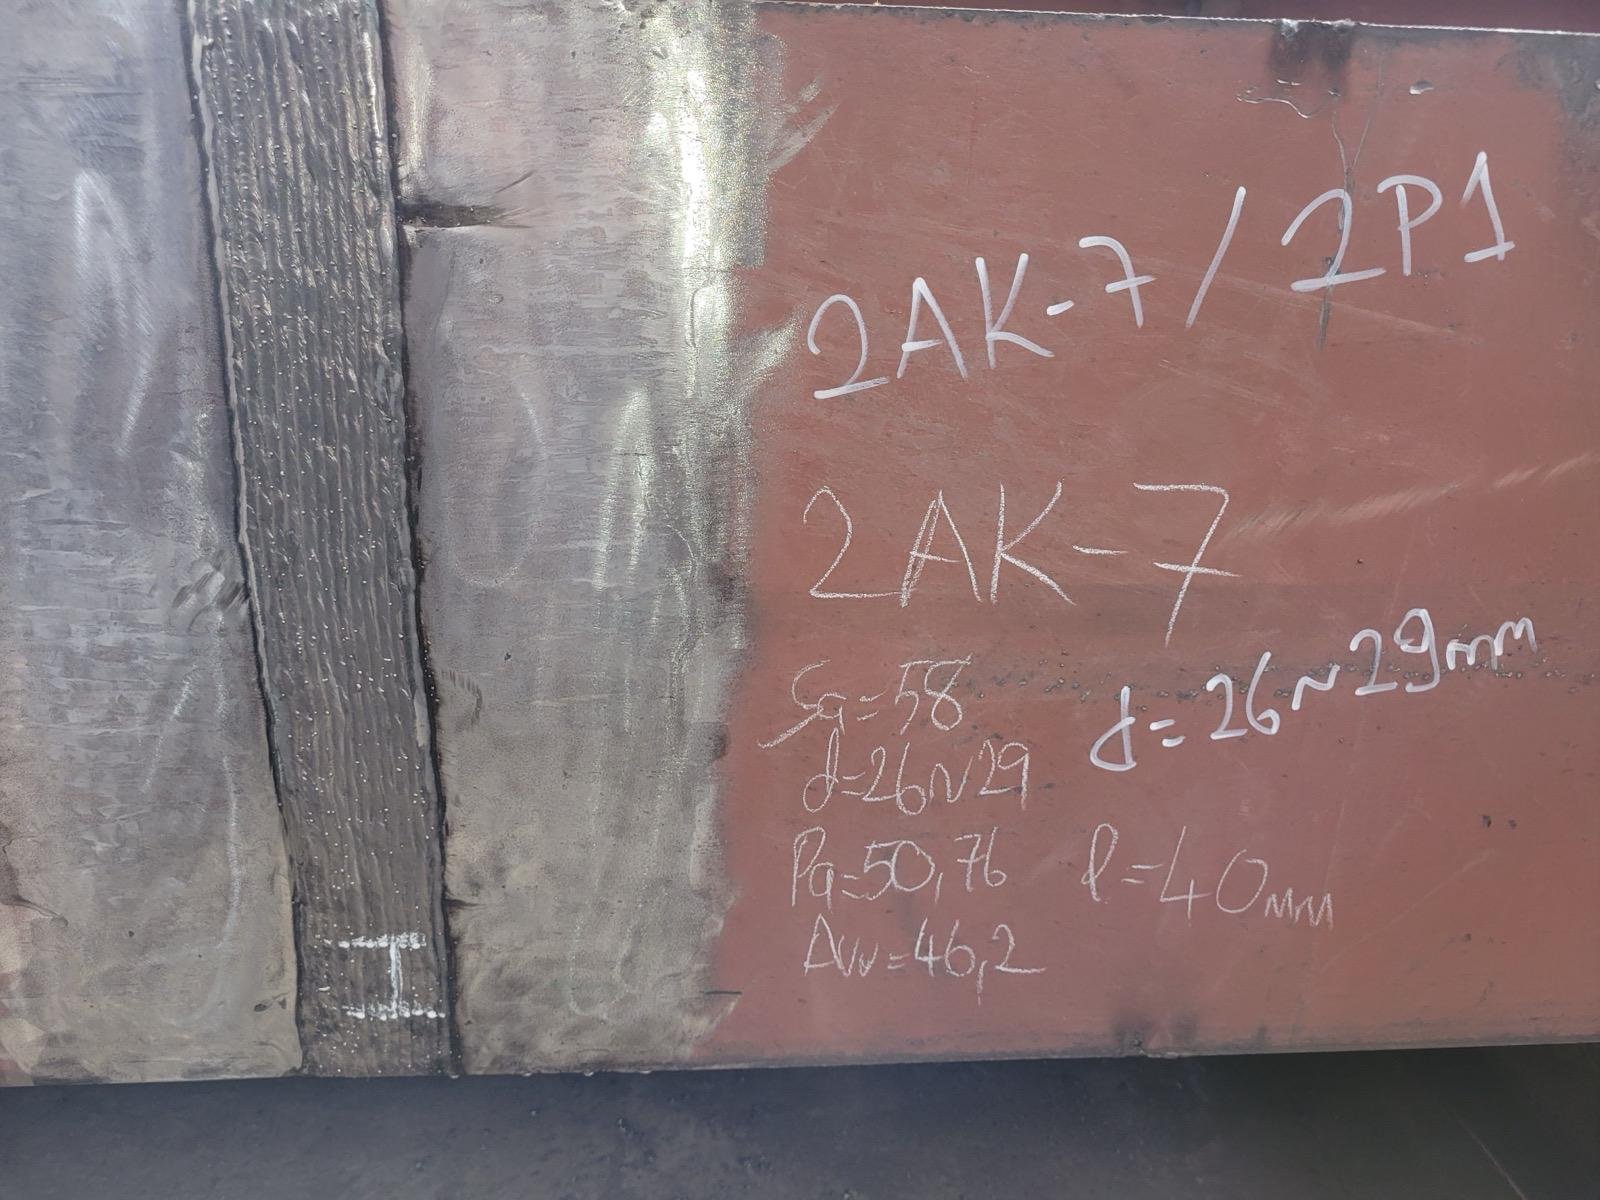 2AK-7/2P1
2AK-7
Sa=58
d=26~29mm
d=26~29
Pa=50,76
l=40mm
Aw=46,2